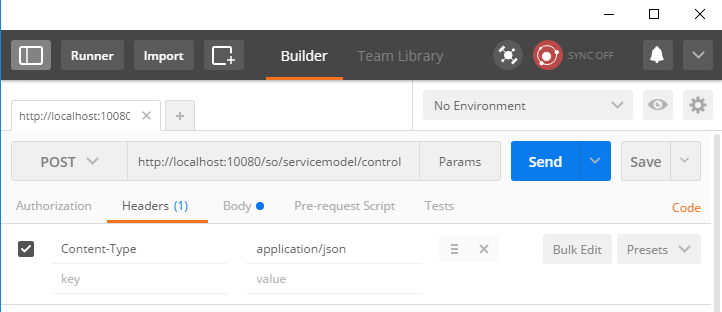 Runner Import Builder Team Library SYNC OFF
http://localhost:10080 No Environment
POST http://localhost:10080/so/servicemodel/control Params Send Save
Authorization Headers (1) Body Pre-request Script Tests Code
Content-Type application/json Bulk Edit Presets
key value